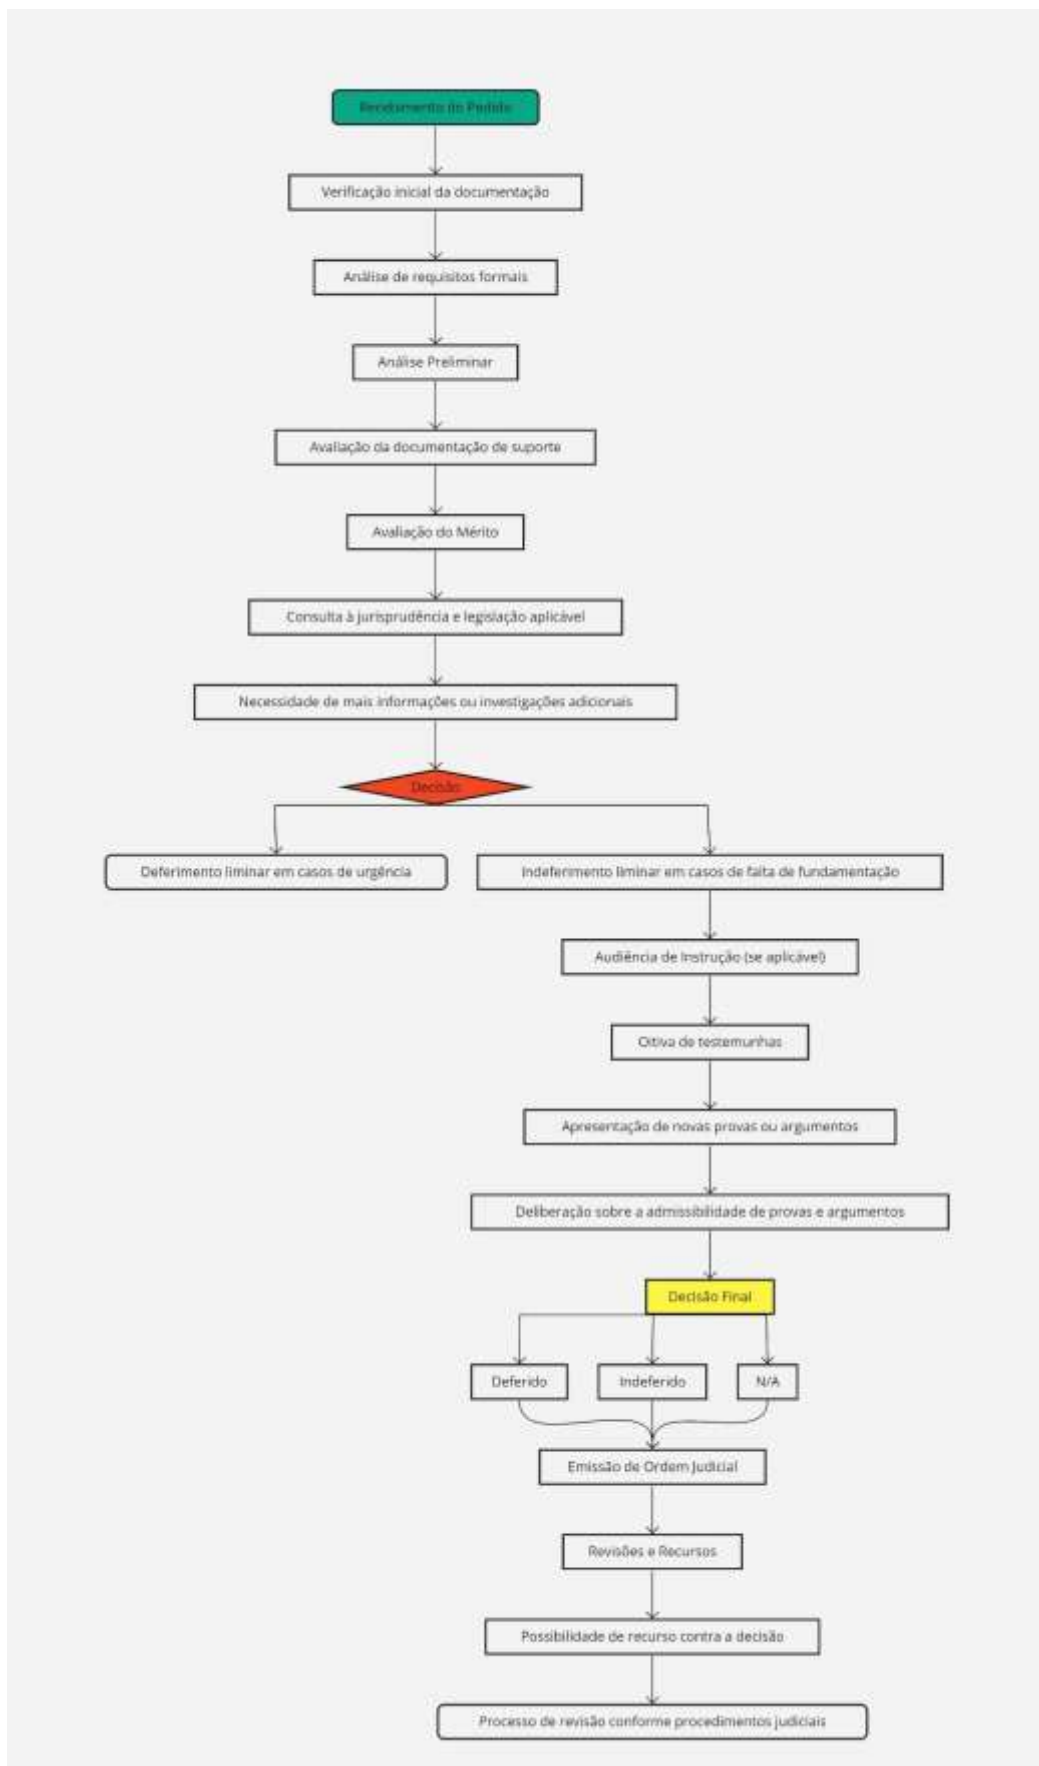 do Pedido
Verificação inicial da documentação
Análise de requisitos formais
Análise Preliminar
Avaliação da documentação de suporte
Avaliação do Mérito
Consulta à jurisprudência e legislação aplicável
Necessidade de mais informações ou investigações adicionais
Decisão
Deferimento liminar em casos de urgência
Indeferimento liminar em casos de falta de fundamentação
Audiência de Instrução (se aplicável)
Oitiva de testemunhas
Apresentação de novas provas ou argumentos
Deliberação sobre a admissibilidade de provas e argumentos
Decisão Final
Deferido
Indeferido
N/A
Emissão de Ordem Judicial
Revisões e Recursos
Possibilidade de recurso contra a decisão
Processo de revisão conforme procedimentos judiciais